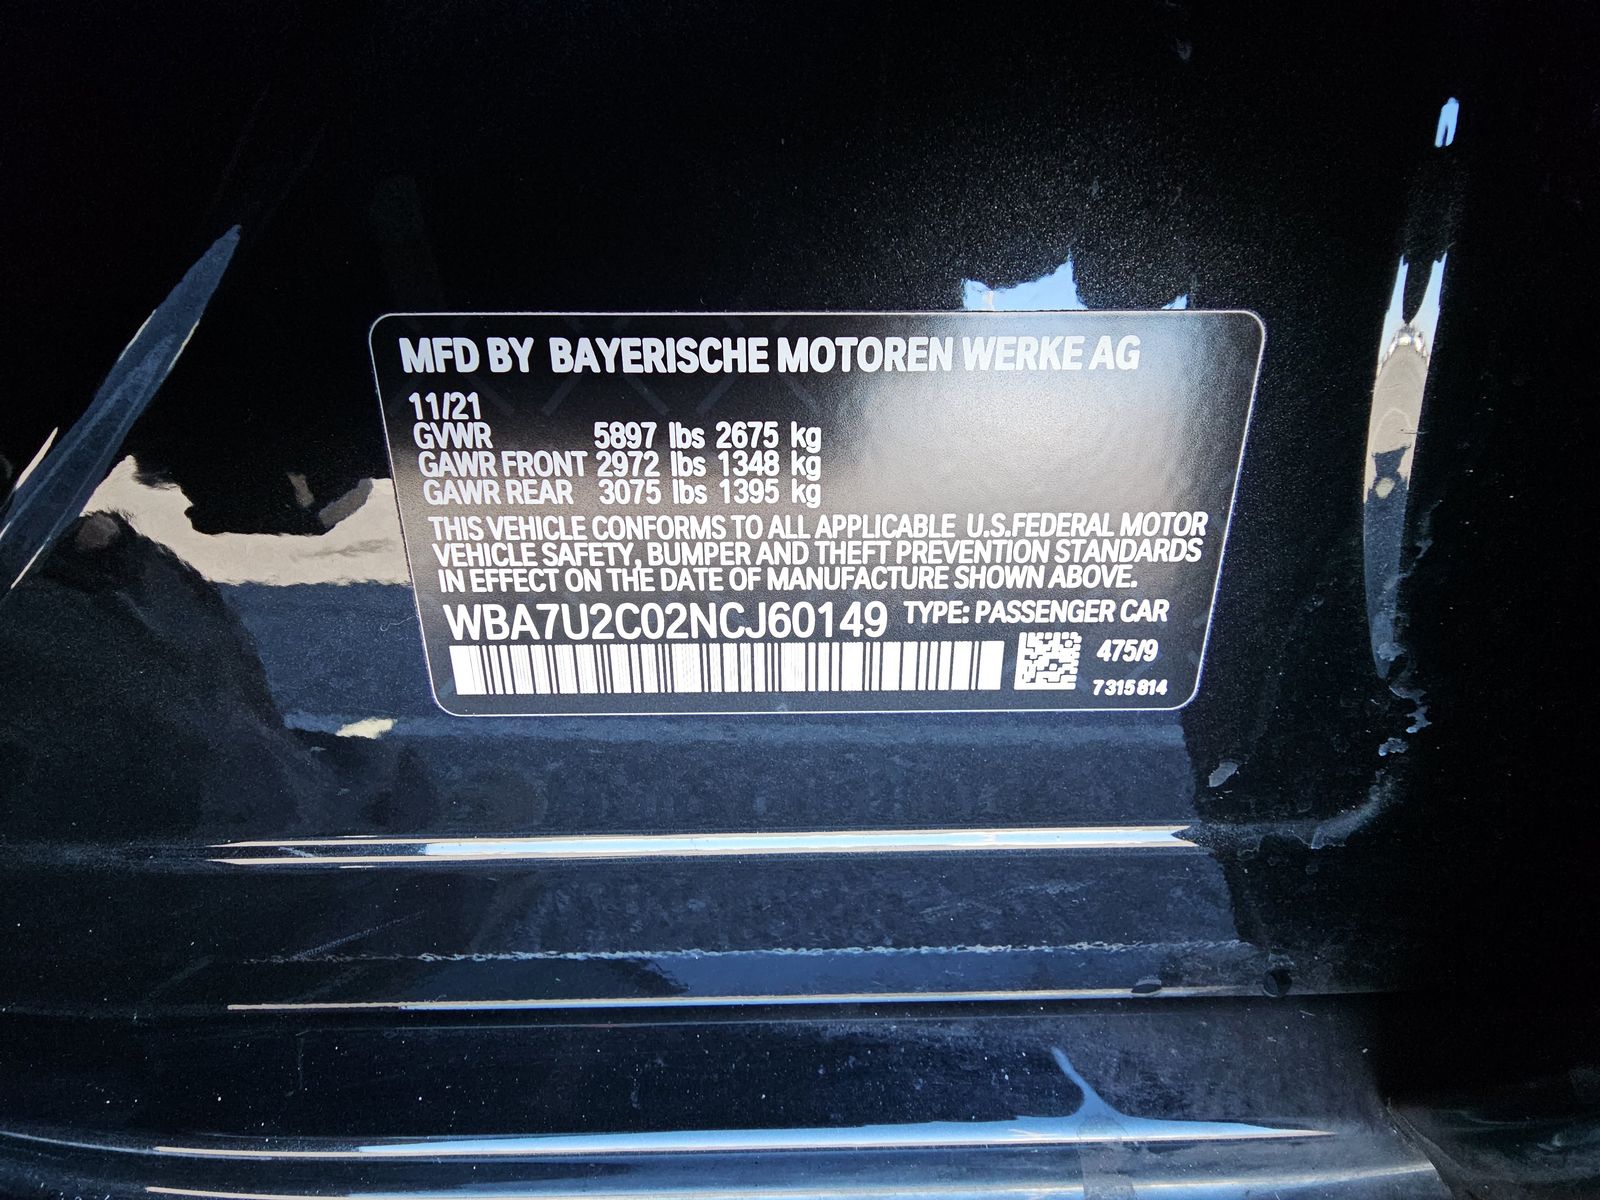 MFD BY BAYERISCHE MOTOREN WERKE AG
11/21
GVWR 5897 lbs 2675 kg
GAWR FRONT 2972 lbs 1348 kg
GAWR REAR 3075 lbs 1395 kg
THIS VEHICLE CONFORMS TO ALL APPLICABLE U.S.FEDERAL MOTOR
VEHICLE SAFETY, BUMPER AND THEFT PREVENTION STANDARDS
IN EFFECT ON THE DATE OF MANUFACTURE SHOWN ABOVE.
WBA7U2C02NCJ60149 TYPE: PASSENGER CAR
475/9
7315814